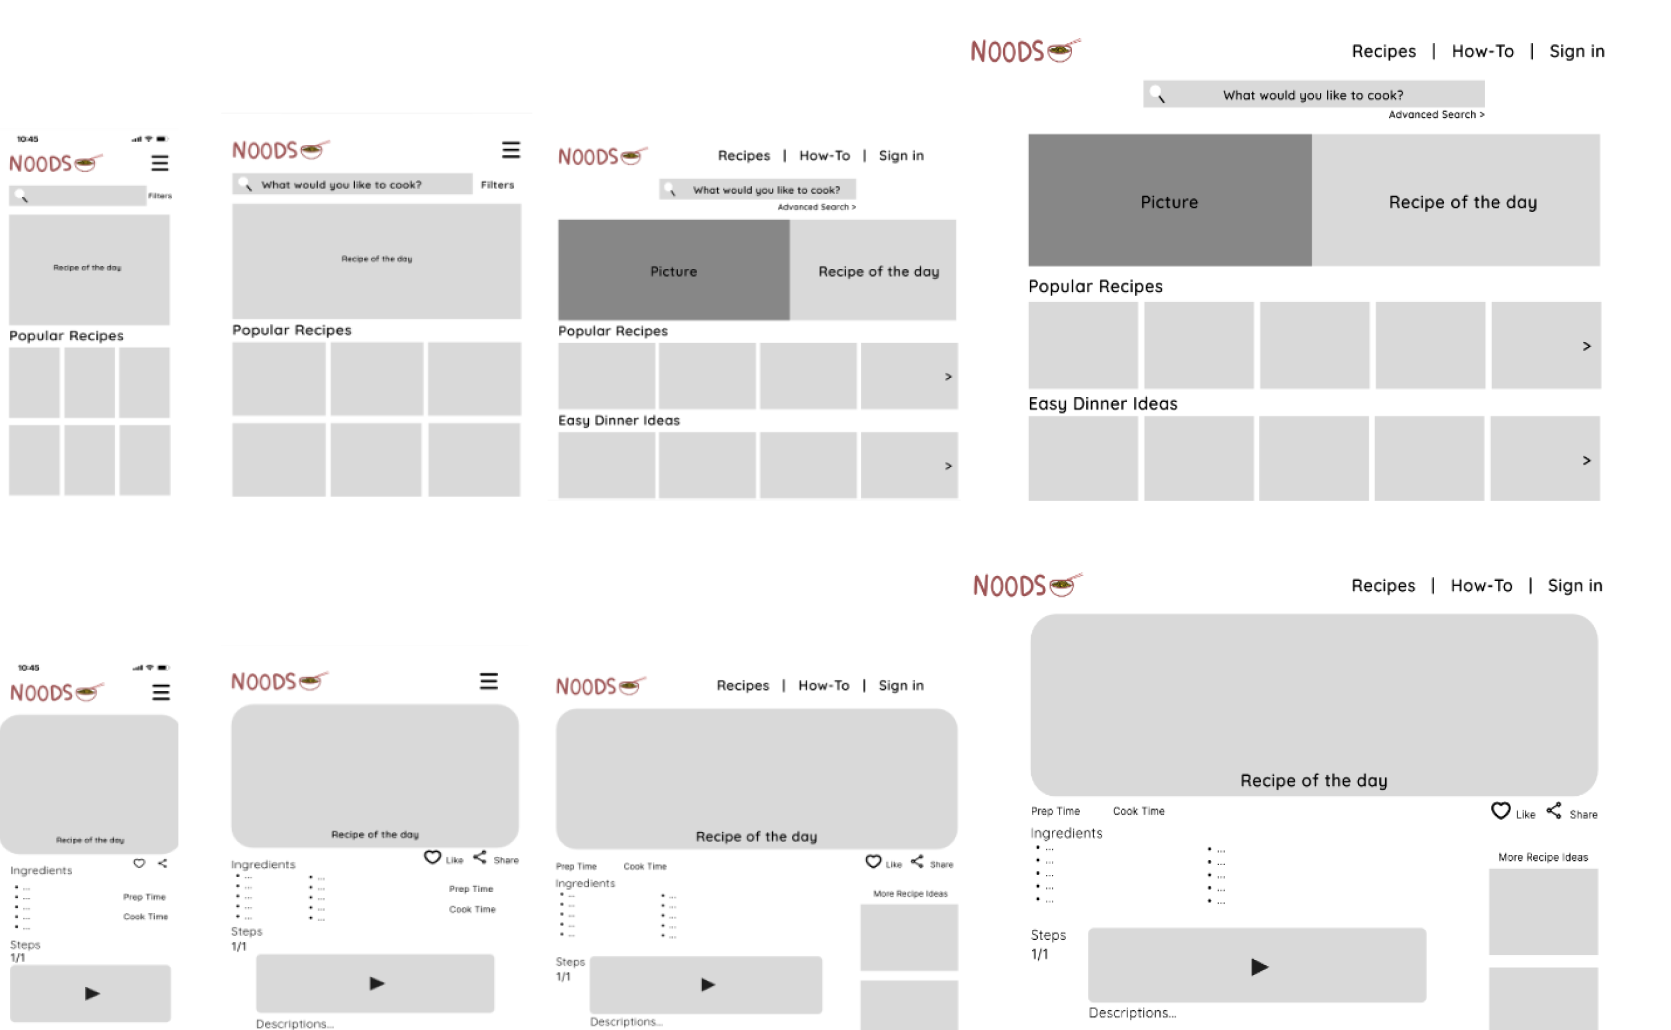 10:45
NOODS
Filters
Recipe of the day
Popular Recipes
NOODS
What would you like to cook?
Filters
Recipe of the day
Popular Recipes
NOODS
Recipes | How-To | Sign in
What would you like to cook?
Advanced Search >
Picture
Recipe of the day
Popular Recipes
>
Easy Dinner Ideas
>
NOODS
Recipes | How-To | Sign in
What would you like to cook?
Advanced Search >
Picture
Recipe of the day
Popular Recipes
>
Easy Dinner Ideas
>
10:45
NOODS
Recipe of the day
Ingredients
• ...
• ...
• ...
• ...
Prep Time
Cook Time
Steps
1/1
NOODS
Recipe of the day
Like Share
Ingredients
• ... • ...
• ... • ...
• ... • ...
• ... • ...
Prep Time
Cook Time
Steps
1/1
Descriptions...
NOODS
Recipes | How-To | Sign in
Recipe of the day
Prep Time Cook Time
Like Share
Ingredients
• ... • ...
• ... • ...
• ... • ...
• ... • ...
More Recipe Ideas
Steps
1/1
Descriptions...
NOODS
Recipes | How-To | Sign in
Recipe of the day
Prep Time Cook Time
Like Share
Ingredients
• ... • ...
• ... • ...
• ... • ...
• ... • ...
• ... • ...
More Recipe Ideas
Steps
1/1
Descriptions...